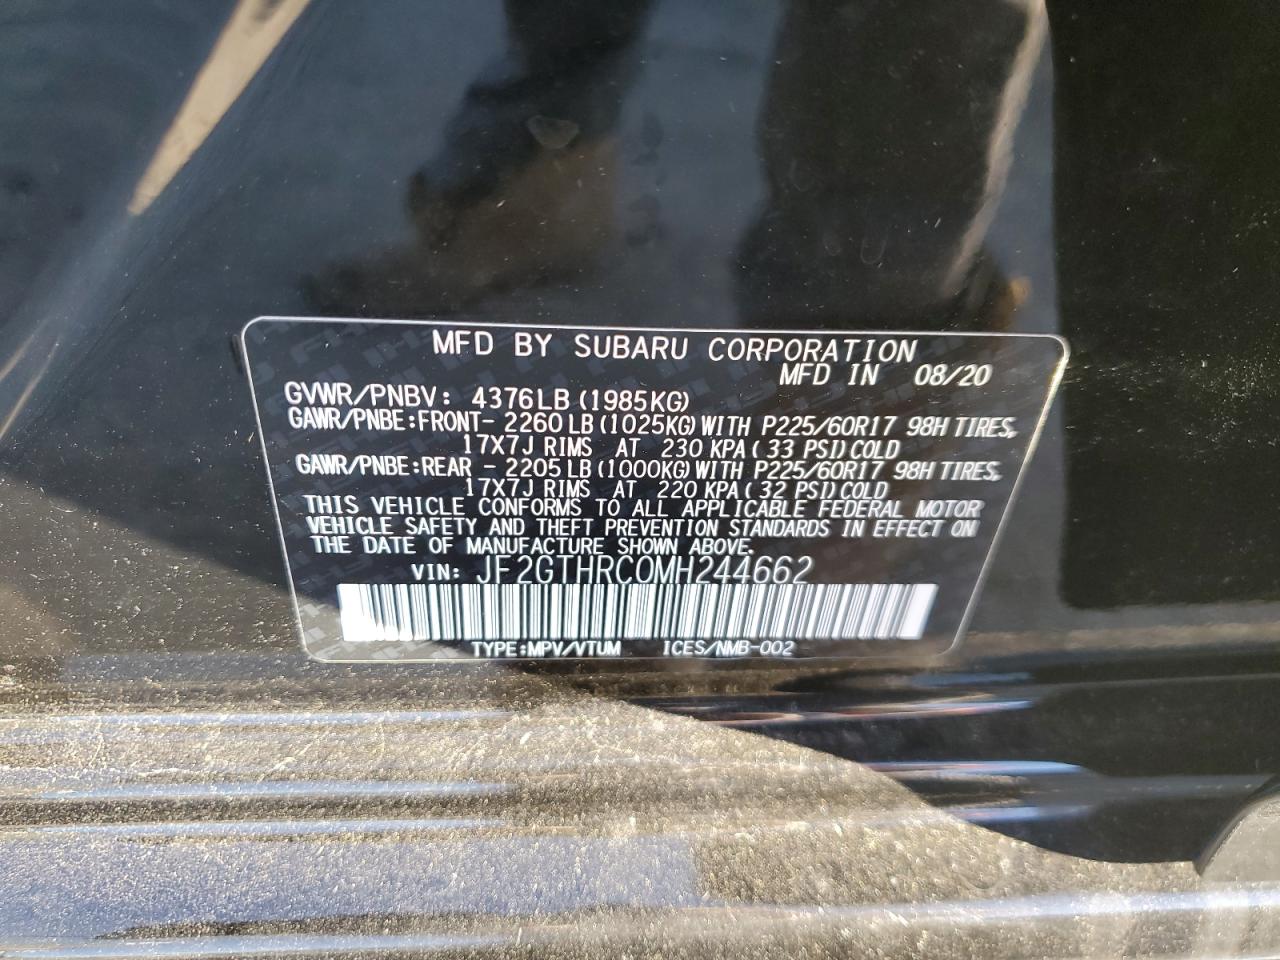 MFD BY SUBARU CORPORATION
MFD IN 08/20
GVWR/PNBV: 4376LB (1985KG)
GAWR/PNBE:FRONT- 2260LB (1025KG) WITH P225/60R17 98H TIRES,
17X7J RIMS AT 230 KPA ( 33 PSI) COLD
GAWR/PNBE:REAR - 2205LB (1000KG) WITH P225/60R17 98H TIRES,
17X7J RIMS AT 220 KPA ( 32 PSI) COLD
THIS VEHICLE CONFORMS TO ALL APPLICABLE FEDERAL MOTOR
VEHICLE SAFETY AND THEFT PREVENTION STANDARDS IN EFFECT ON
THE DATE OF MANUFACTURE SHOWN ABOVE.
VIN: JF2GTHRC0MH244662
TYPE:MPV/VTUM ICES/NMB-002